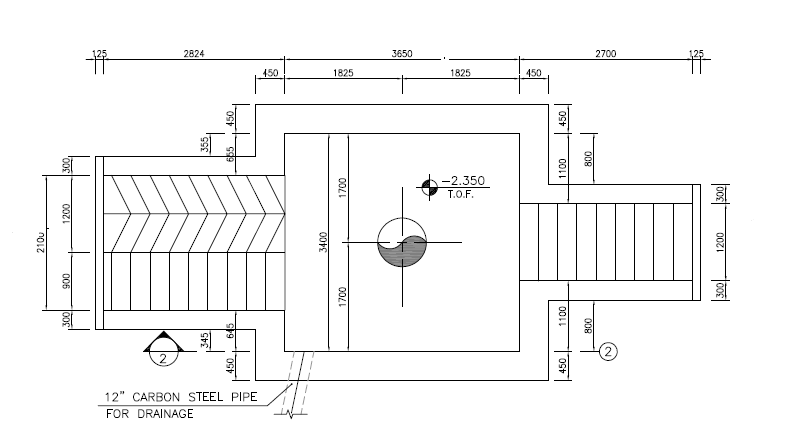 125 2824 3650 2700 125
450 1825 1825 450
450 355 655 450
300 1700 1100 800
-2.350
T.O.F.
300
1200 2100 3400 1200
900 1700 300
300 345 645 1100 800
2 2
450 450
12" CARBON STEEL PIPE
FOR DRAINAGE